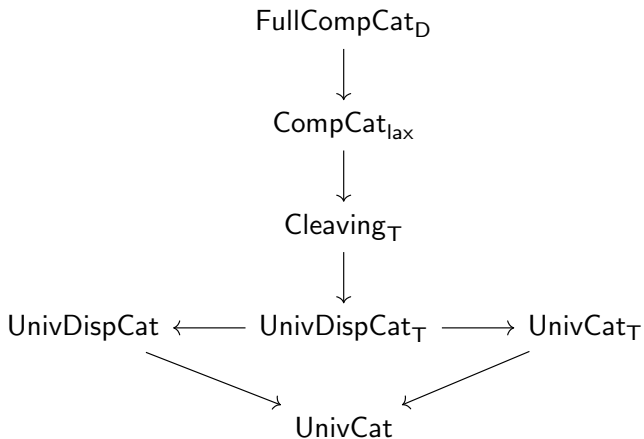 FullCompCat_D
CompCat_lax
Cleaving_T
UnivDispCat UnivDispCat_T UnivCat_T
UnivCat